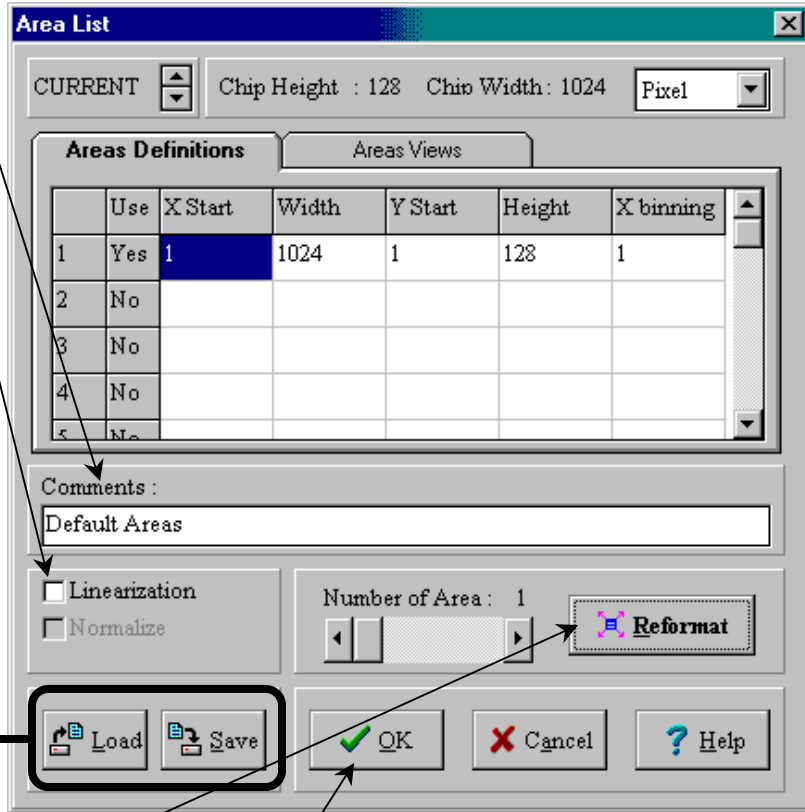 Area List
CURRENT Chip Height : 128 Chip Width : 1024 Pixel
Areas Definitions Areas Views
Use X Start Width Y Start Height X binning
1 Yes 1 1024 1 128 1
2 No
3 No
4 No
5 No
Comments :
Default Areas
Linearization
Number of Area : 1
Normalize
Reformat
Load Save OK Cancel Help